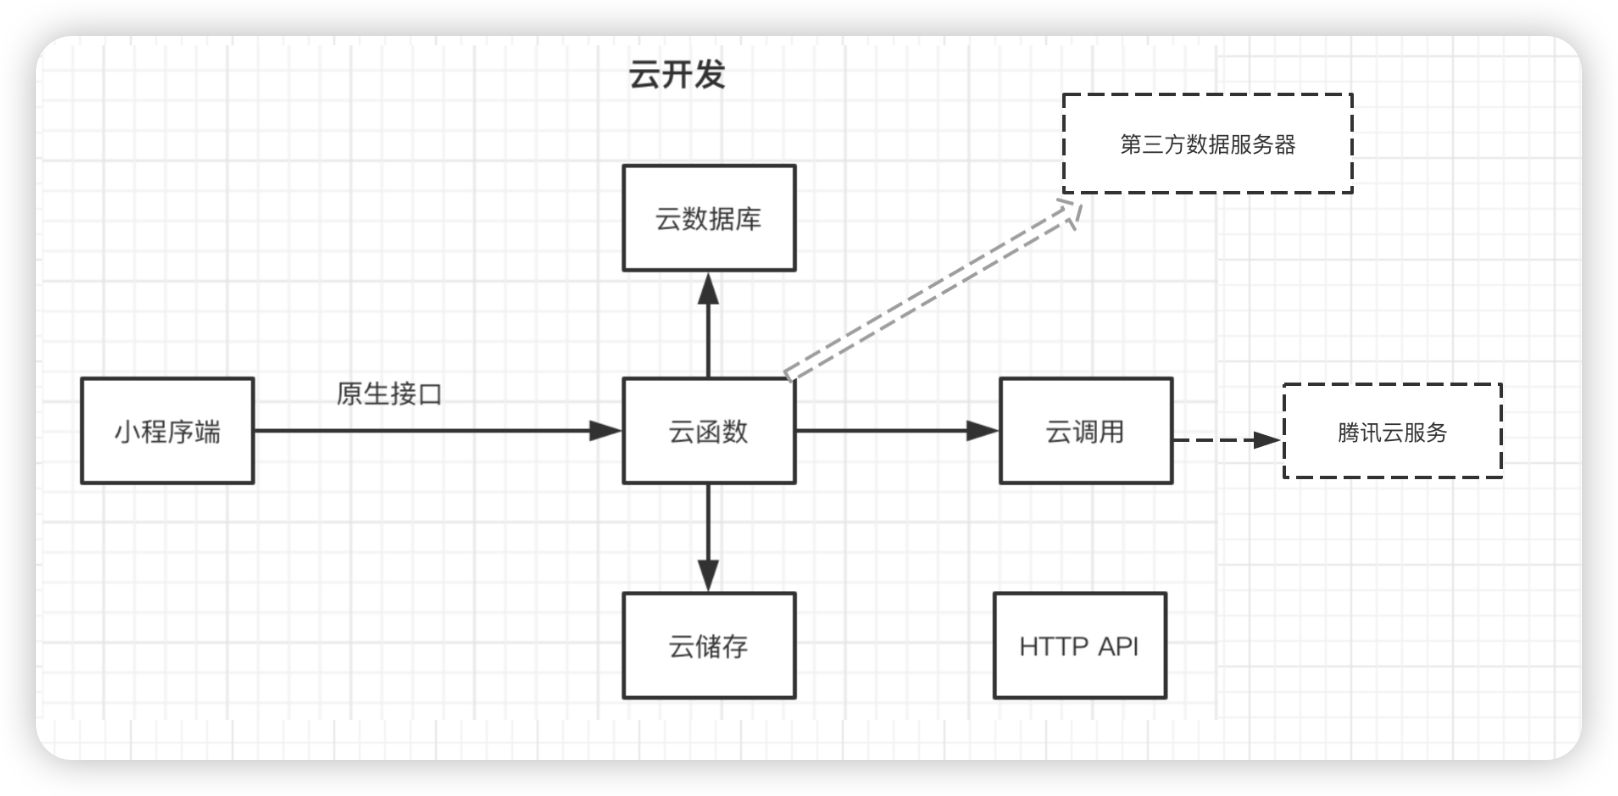 云开发
第三方数据服务器
云数据库
原生接口
小程序端
云函数
云调用
腾讯云服务
云储存
HTTP API